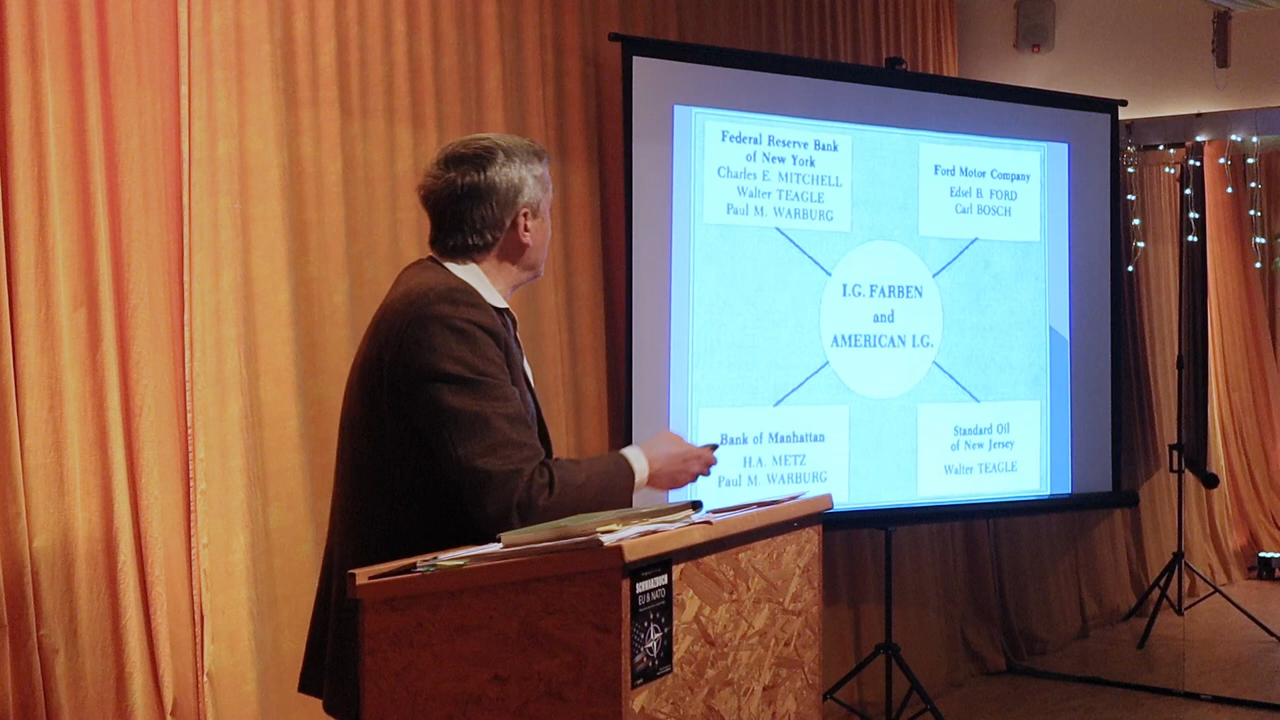 Federal Reserve Bank
of New York
Charles E. MITCHELL
Walter TEAGLE
Paul M. WARBURG
Ford Motor Company
Edsel B. FORD
Carl BOSCH
I.G. FARBEN
and
AMERICAN I.G.
Bank of Manhattan
H.A. METZ
Paul M. WARBURG
Standard Oil
of New Jersey
Walter TEAGLE
SCHWARZBUCH
EU & NATO